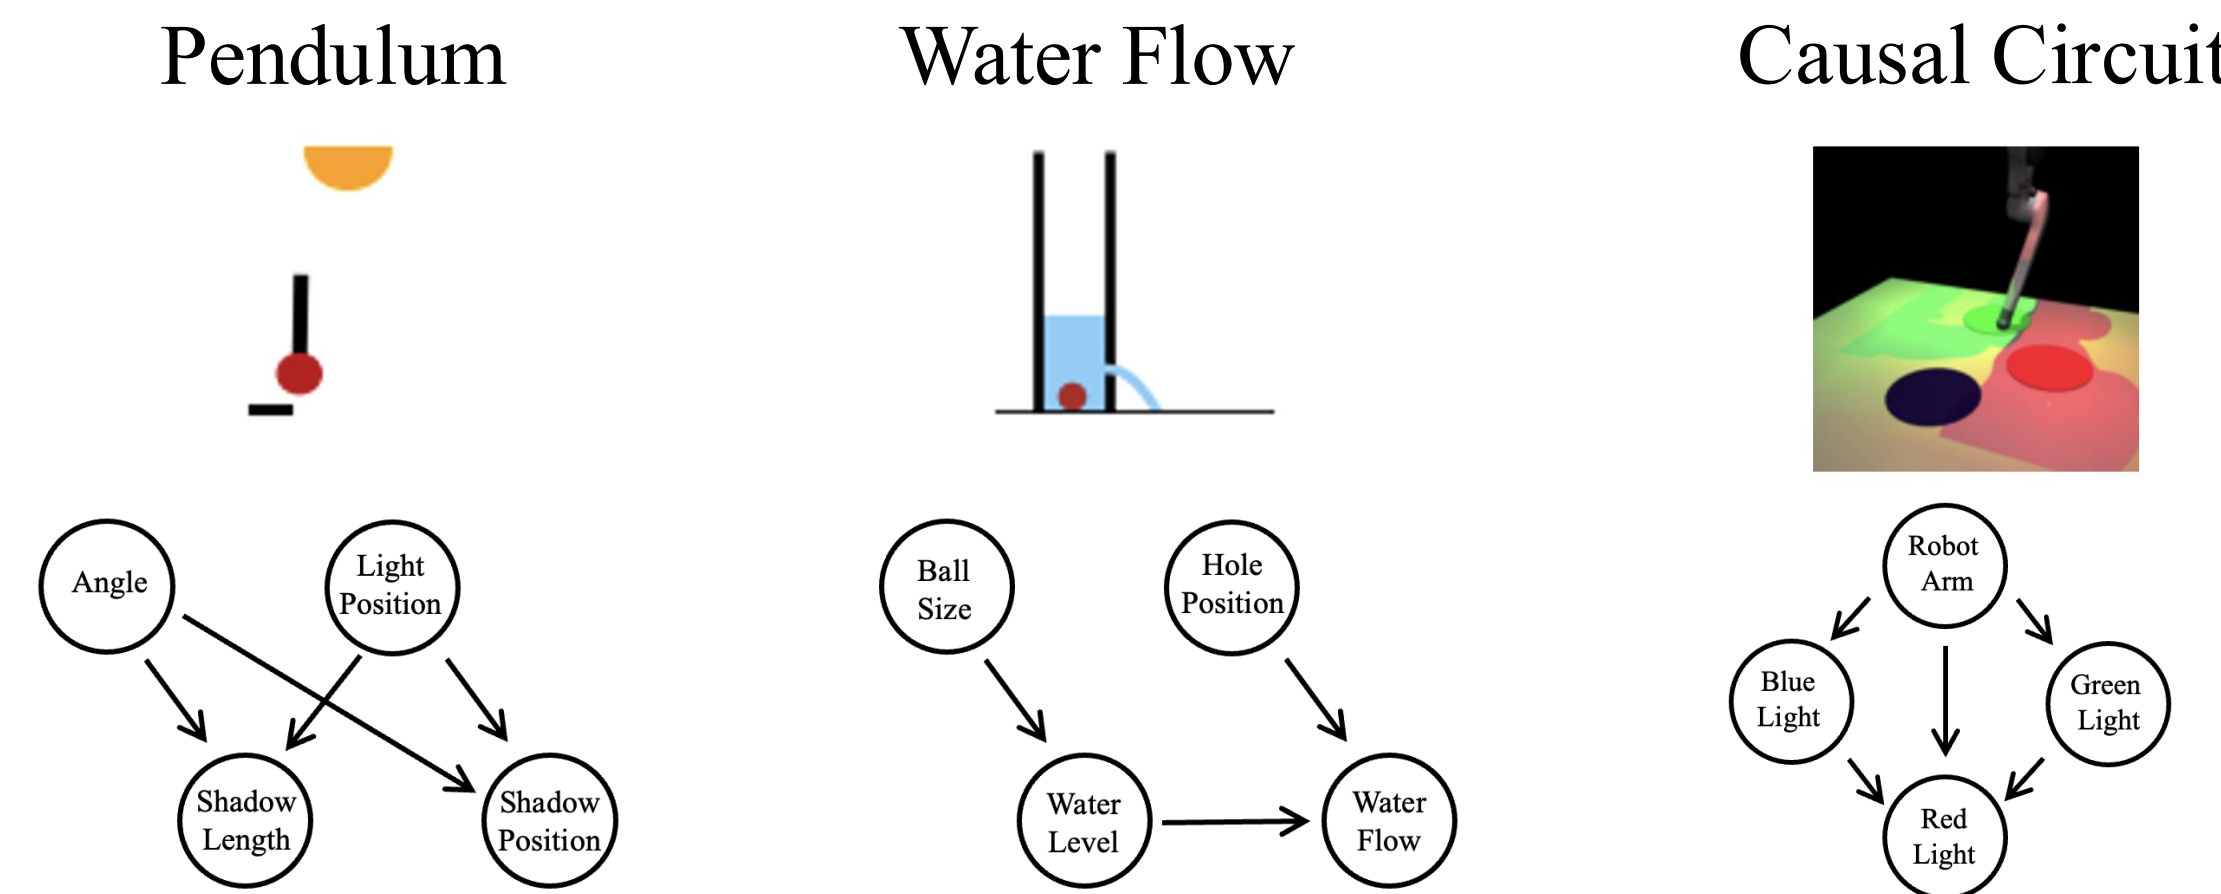 Pendulum
Water Flow
Causal Circuit
Angle
Light
Position
Shadow
Length
Shadow
Position
Ball
Size
Hole
Position
Water
Level
Water
Flow
Robot
Arm
Blue
Light
Green
Light
Red
Light